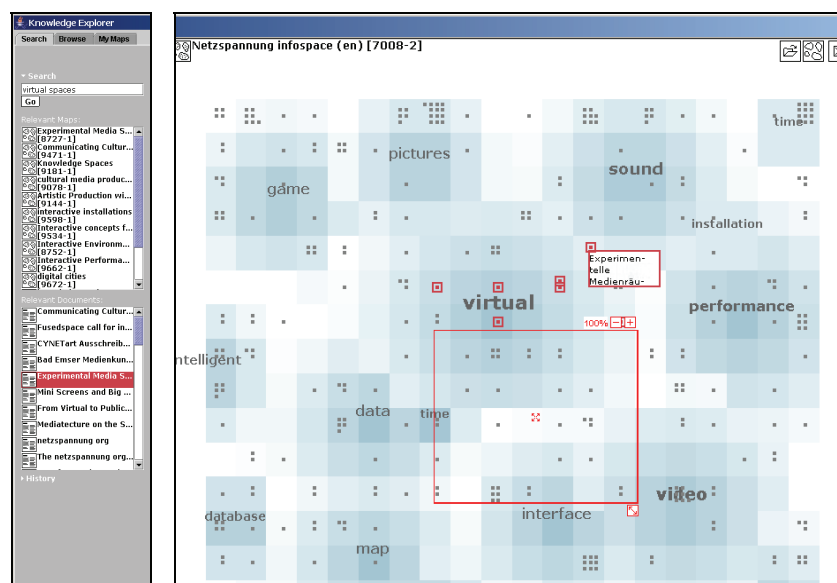 Knowledge Explorer
Search Browse My Maps
Search
virtual spaces
Go
Relevant Maps:
Experimental Media S...
[8727-1]
Communicating Cultur...
[9471-1]
Knowledge Spaces
[9181-1]
cultural media produc...
[9078-1]
Artistic Production wi...
[9144-1]
interactive installations
[9598-1]
Interactive concepts f...
[9534-1]
Interactive Environm...
[8752-1]
Interactive Performa...
[9662-1]
digital cities
[9672-1]
Relevant Documents:
Communicating Cultur...
Fusedspace call for in...
CYNETart Ausschreib...
Bad Emser Medienkun...
Experimental Media S...
Mini Screens and Big ...
From Virtual to Public...
Mediatecture on the S...
netzspannung org
The netzspannung org...
History
Netzspannung infospace (en) [7008-2]
time
pictures
sound
game
installation
Experimen-
telle
Medienräu-
virtual
performance
100%
ntelligent
data
time
video
database
interface
map